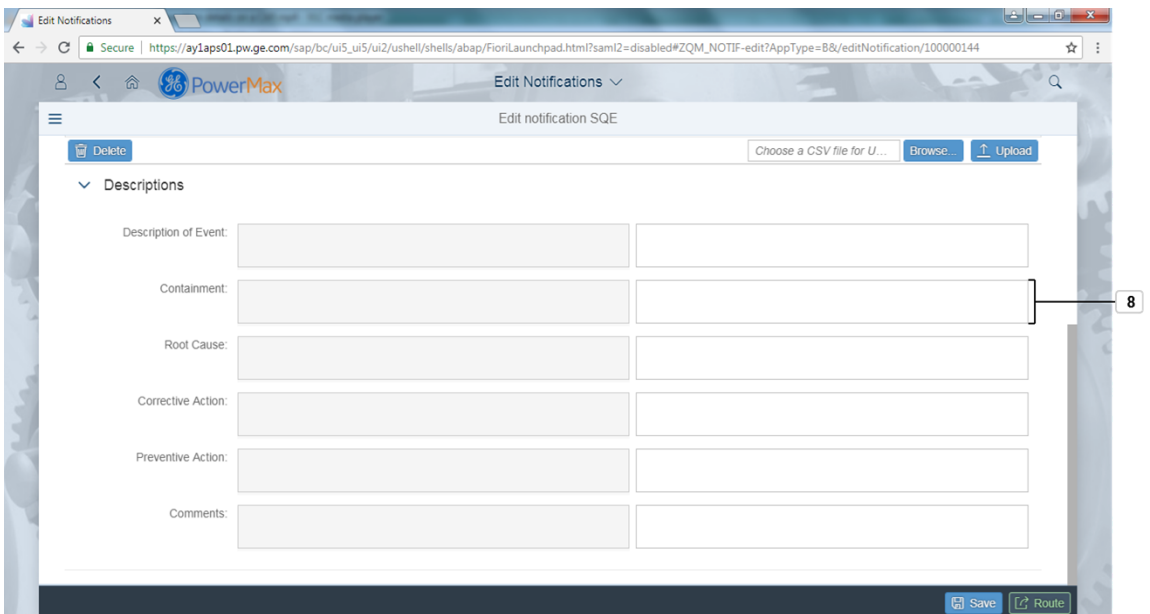 Edit Notifications
Secure | https://ay1aps01.pw.ge.com/sap/bc/ui5_ui5/ui2/ushell/shells/abap/FioriLaunchpad.html?saml2=disabled#ZQM_NOTIF-edit?AppType=B&/editNotification/100000144
PowerMax Edit Notifications
Edit notification SQE
Delete Choose a CSV file for U... Browse... Upload
Descriptions
Description of Event:
Containment:
8
Root Cause:
Corrective Action:
Preventive Action:
Comments:
Save Route